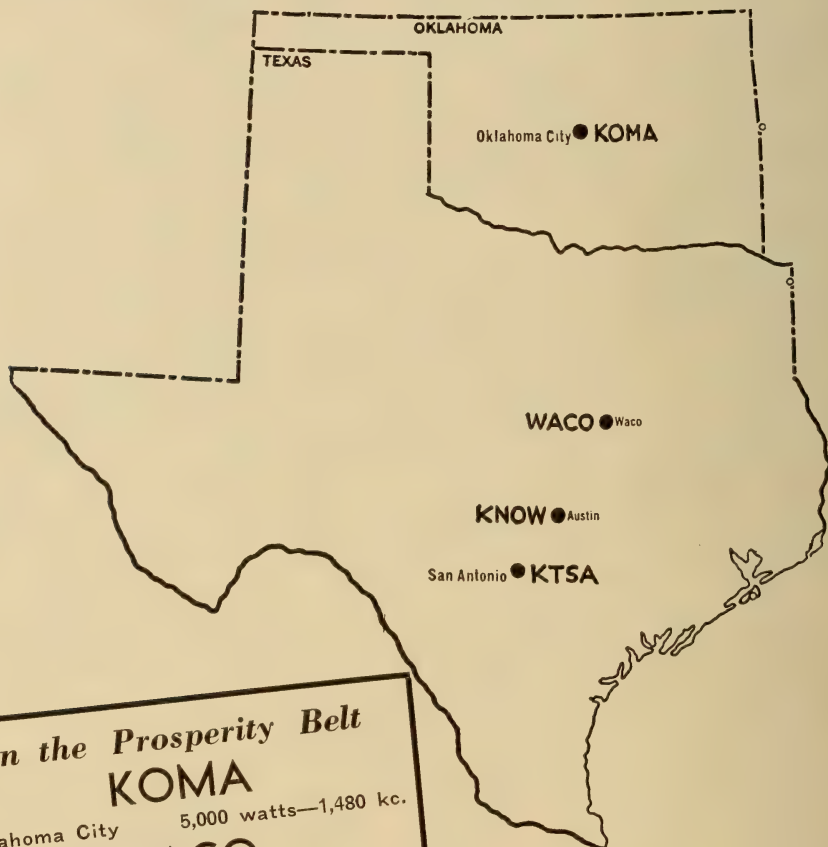 OKLAHOMA
TEXAS
Oklahoma City KOMA
WACO Waco
KNOW Austin
San Antonio KTSA
the Prosperity Belt
KOMA
City 5,000 watts—1,480 kc.